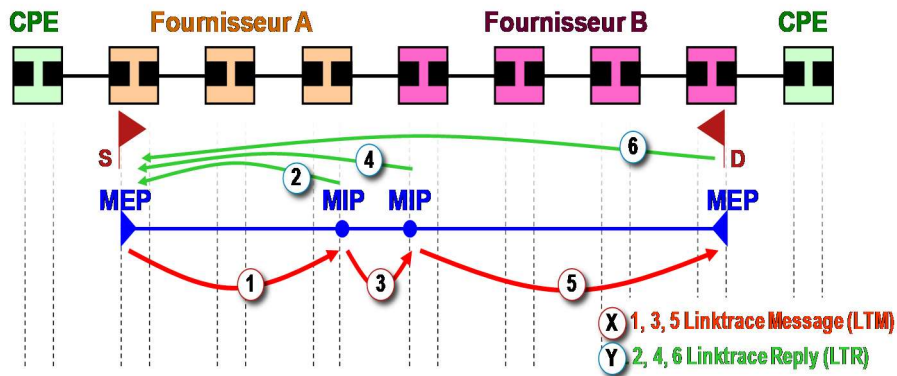 CPE Fournisseur A Fournisseur B CPE
S 2 4 6 D
MEP MIP MIP MEP
1 3 5
X 1, 3, 5 Linktrace Message (LTM)
Y 2, 4, 6 Linktrace Reply (LTR)